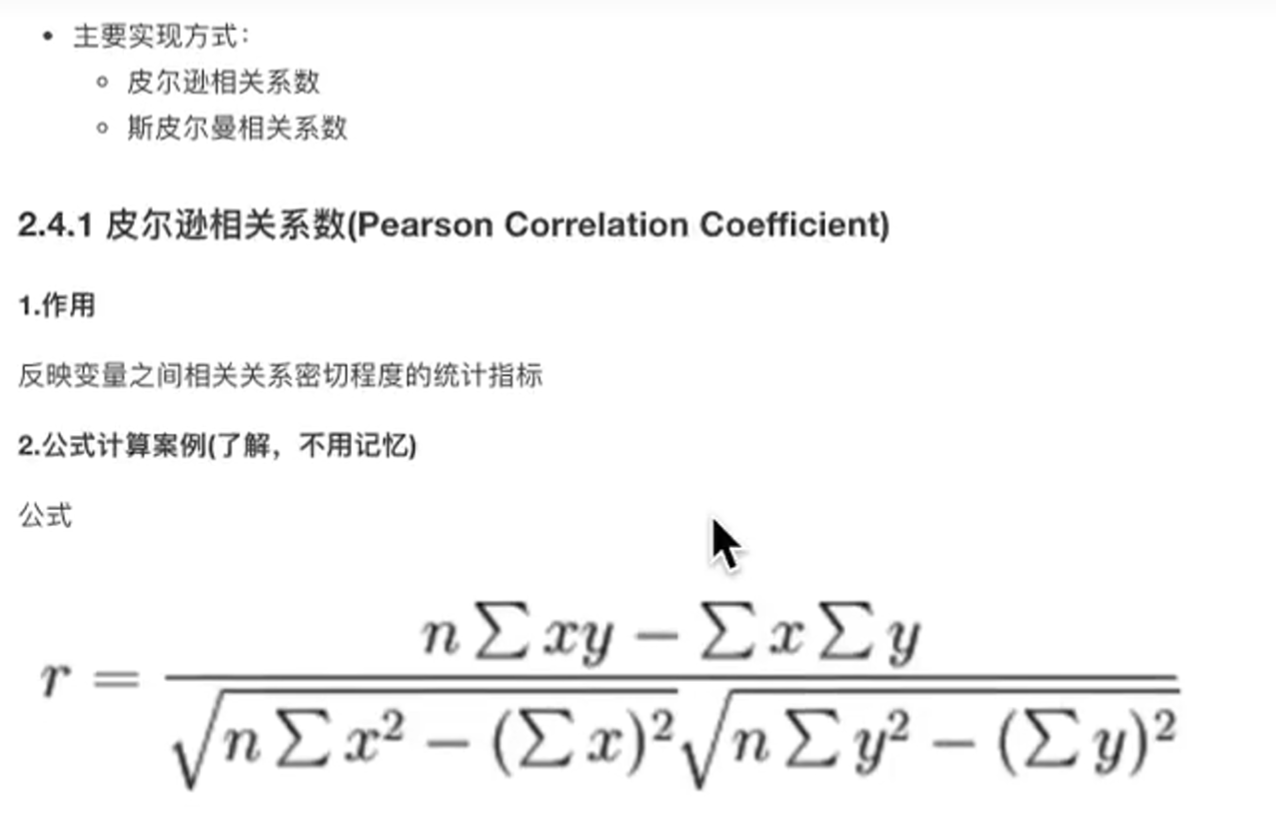 • 主要实现方式：
○ 皮尔逊相关系数
○ 斯皮尔曼相关系数
2.4.1 皮尔逊相关系数(Pearson Correlation Coefficient)
1.作用
反映变量之间相关关系密切程度的统计指标
2.公式计算案例(了解，不用记忆)
公式
r = \frac{n \sum xy - \sum x \sum y}{\sqrt{n \sum x^2 - (\sum x)^2} \sqrt{n \sum y^2 - (\sum y)^2}}